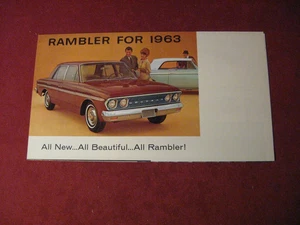 RAMBLER FOR 1963
All New...All Beautiful...All Rambler!